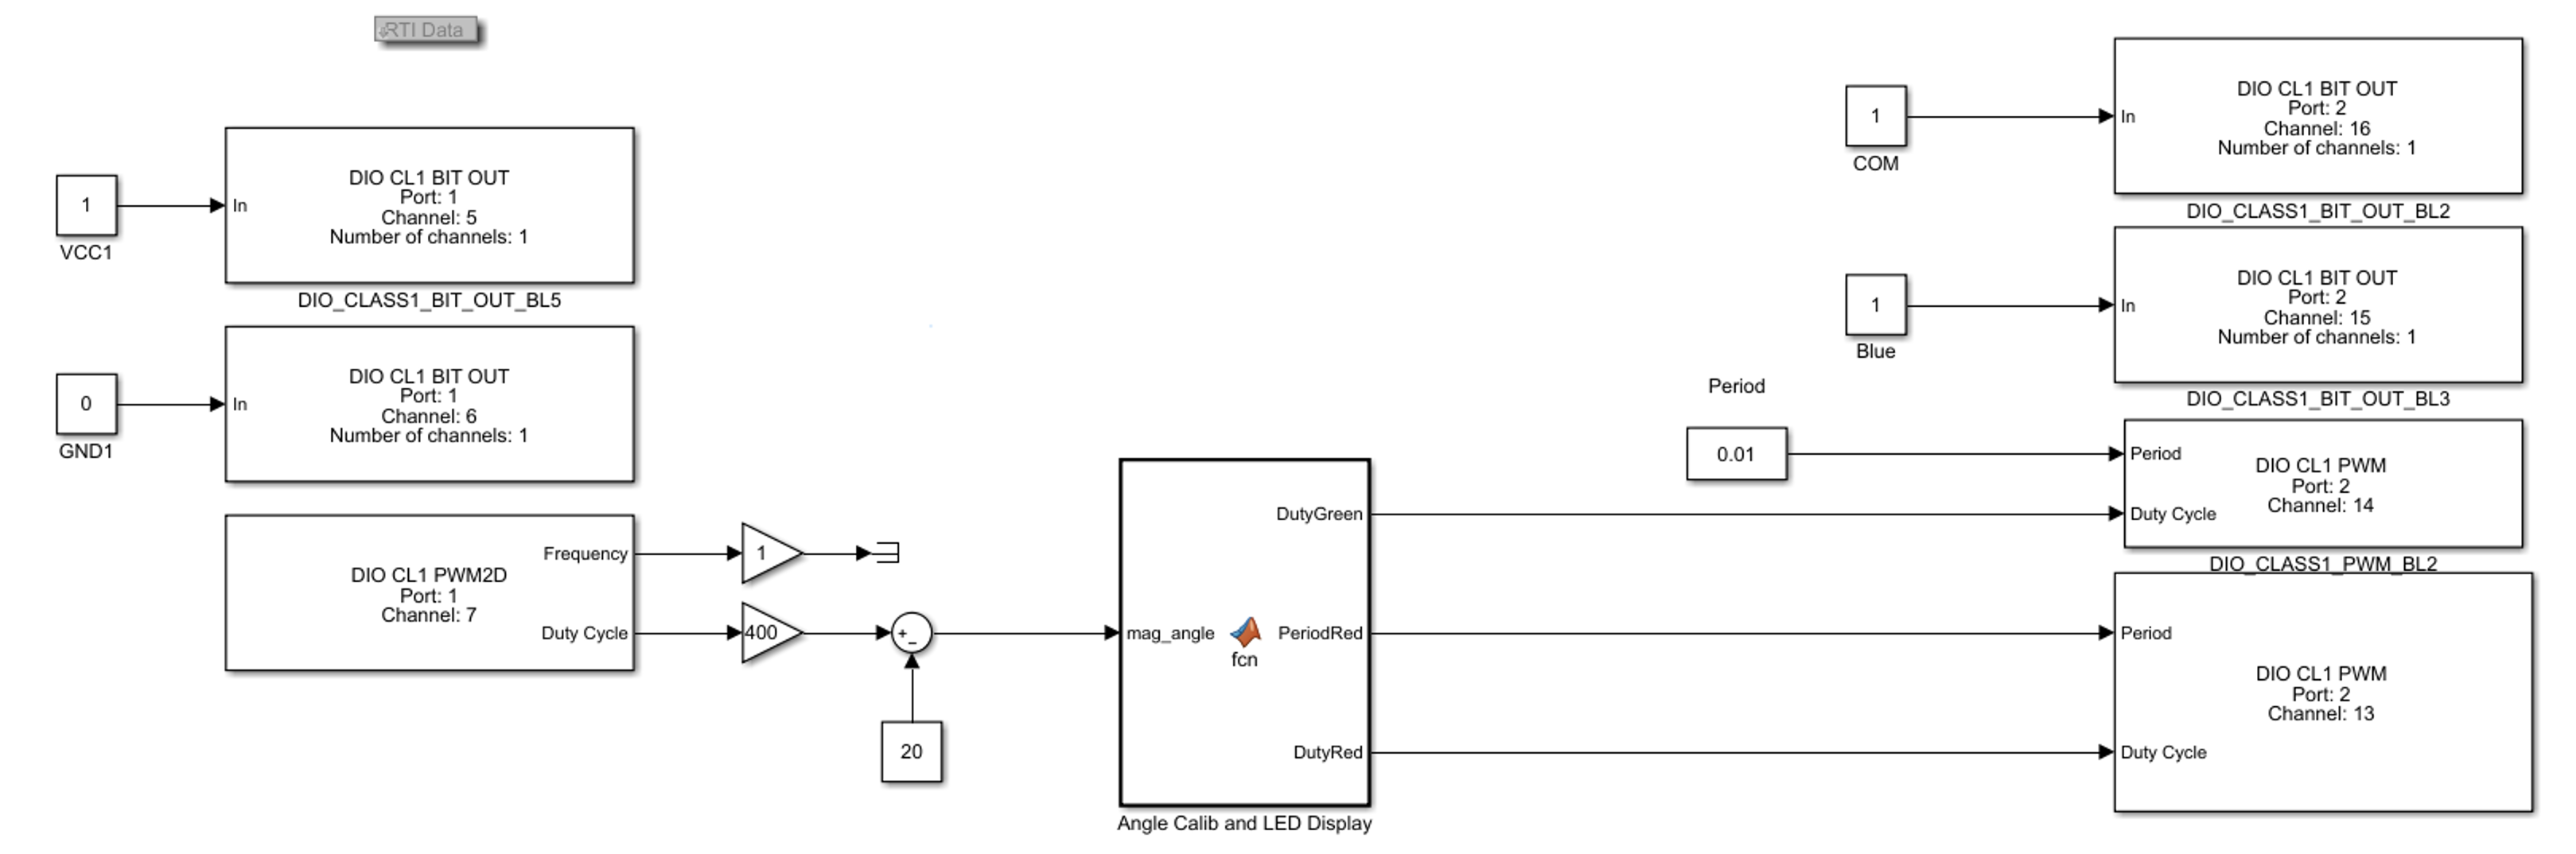 RTI Data
1
VCC1
In
DIO CL1 BIT OUT
Port: 1
Channel: 5
Number of channels: 1
DIO_CLASS1_BIT_OUT_BL5
0
GND1
In
DIO CL1 BIT OUT
Port: 1
Channel: 6
Number of channels: 1
DIO CL1 PWM2D
Port: 1
Channel: 7
Frequency
Duty Cycle
1
400
+
-
20
mag_angle
fcn
DutyGreen
PeriodRed
DutyRed
Angle Calib and LED Display
1
COM
In
DIO CL1 BIT OUT
Port: 2
Channel: 16
Number of channels: 1
DIO_CLASS1_BIT_OUT_BL2
1
Blue
In
DIO CL1 BIT OUT
Port: 2
Channel: 15
Number of channels: 1
DIO_CLASS1_BIT_OUT_BL3
Period
0.01
Period
Duty Cycle
DIO CL1 PWM
Port: 2
Channel: 14
DIO_CLASS1_PWM_BL2
Period
Duty Cycle
DIO CL1 PWM
Port: 2
Channel: 13